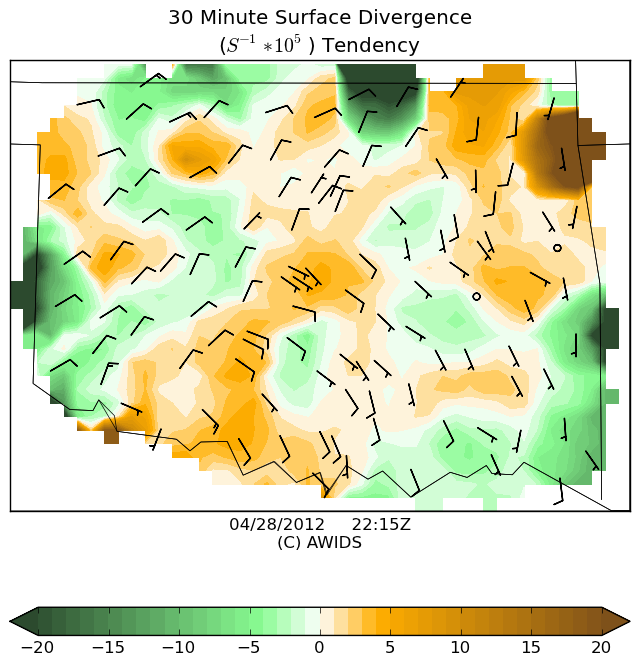 30 Minute Surface Divergence
(S⁻¹ * 10⁵ ) Tendency
04/28/2012 22:15Z
(C) AWIDS
−20 −15 −10 −5 0 5 10 15 20